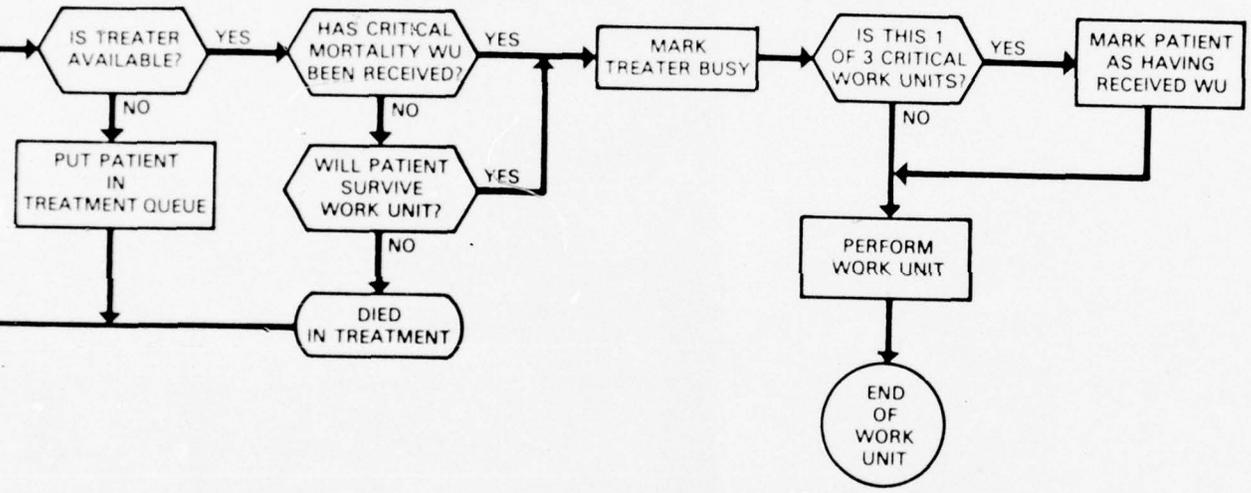 IS TREATER
AVAILABLE?
YES
NO
PUT PATIENT
IN
TREATMENT QUEUE
HAS CRITICAL
MORTALITY WU
BEEN RECEIVED?
YES
NO
WILL PATIENT
SURVIVE
WORK UNIT?
YES
NO
DIED
IN TREATMENT
MARK
TREATER BUSY
IS THIS 1
OF 3 CRITICAL
WORK UNITS?
YES
NO
MARK PATIENT
AS HAVING
RECEIVED WU
PERFORM
WORK UNIT
END
OF
WORK
UNIT